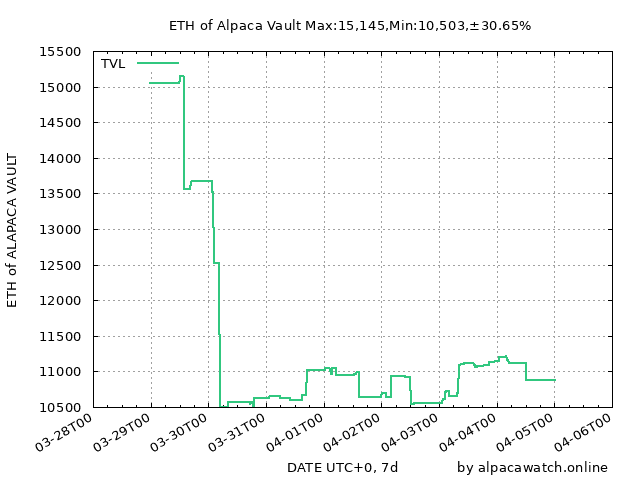 ETH of Alpaca Vault Max:15,145,Min:10,503,±30.65%
TVL
ETH of ALAPACA VAULT
15500
15000
14500
14000
13500
13000
12500
12000
11500
11000
10500
03-28T00
03-29T00
03-30T00
03-31T00
04-01T00
04-02T00
04-03T00
04-04T00
04-05T00
04-06T00
DATE UTC+0, 7d
by alpacawatch.online